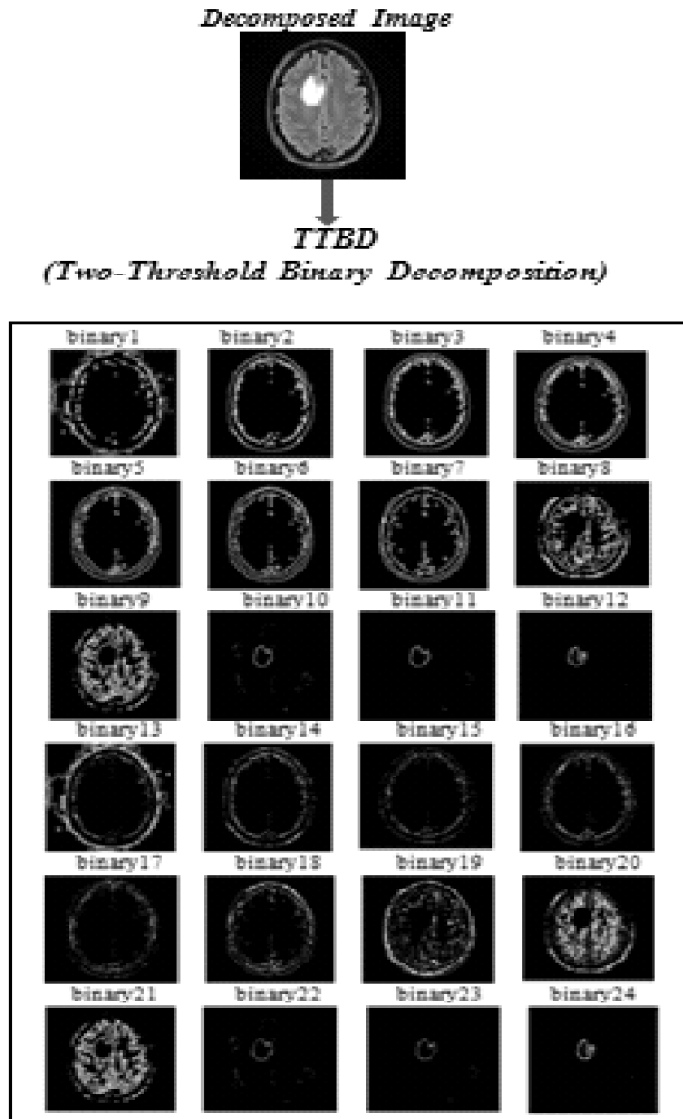 Decomposed Image
TTBD
(Two-Threshold Binary Decomposition)
binary1 binary2 binary3 binary4
binary5 binary6 binary7 binary8
binary9 binary10 binary11 binary12
binary13 binary14 binary15 binary16
binary17 binary18 binary19 binary20
binary21 binary22 binary23 binary24